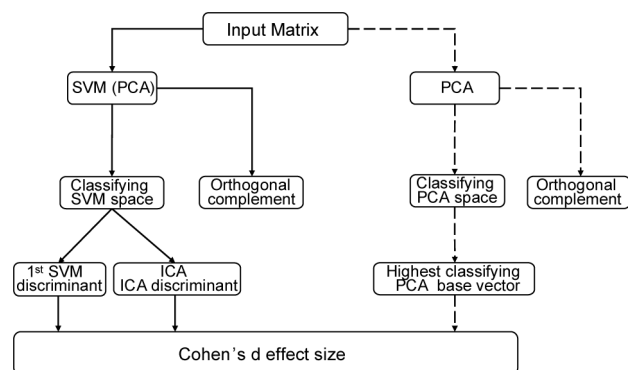 Input Matrix
SVM (PCA)
PCA
Classifying
SVM space
Orthogonal
complement
Classifying
PCA space
Orthogonal
complement
1st SVM
discriminant
ICA
ICA discriminant
Highest classifying
PCA base vector
Cohen's d effect size